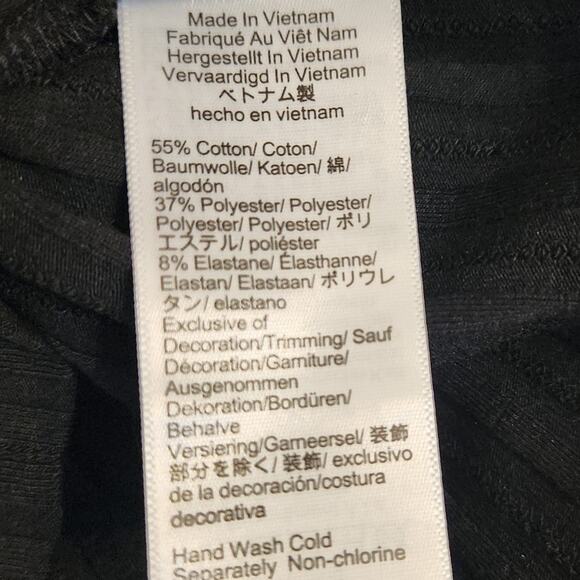 Made In Vietnam
Fabriqué Au Viêt Nam
Hergestellt In Vietnam
Vervaardigd In Vietnam
ベトナム製
hecho en vietnam
55% Cotton/ Coton/
Baumwolle/ Katoen/ 綿/
algodón
37% Polyester/ Polyester/
Polyester/ Polyester/ ポリ
エステル/ poliéster
8% Elastane/ Élasthanne/
Elastan/ Elastaan/ ポリウレ
タン/ elastano
Exclusive of
Decoration/Trimming/ Sauf
Décoration/Garniture/
Ausgenommen
Dekoration/Bordüren/
Behalve
Versiering/Garneersel/ 装飾
部分を除く/ 装飾/ exclusivo
de la decoración/costura
decorativa
Hand Wash Cold
Separately Non-chlorine